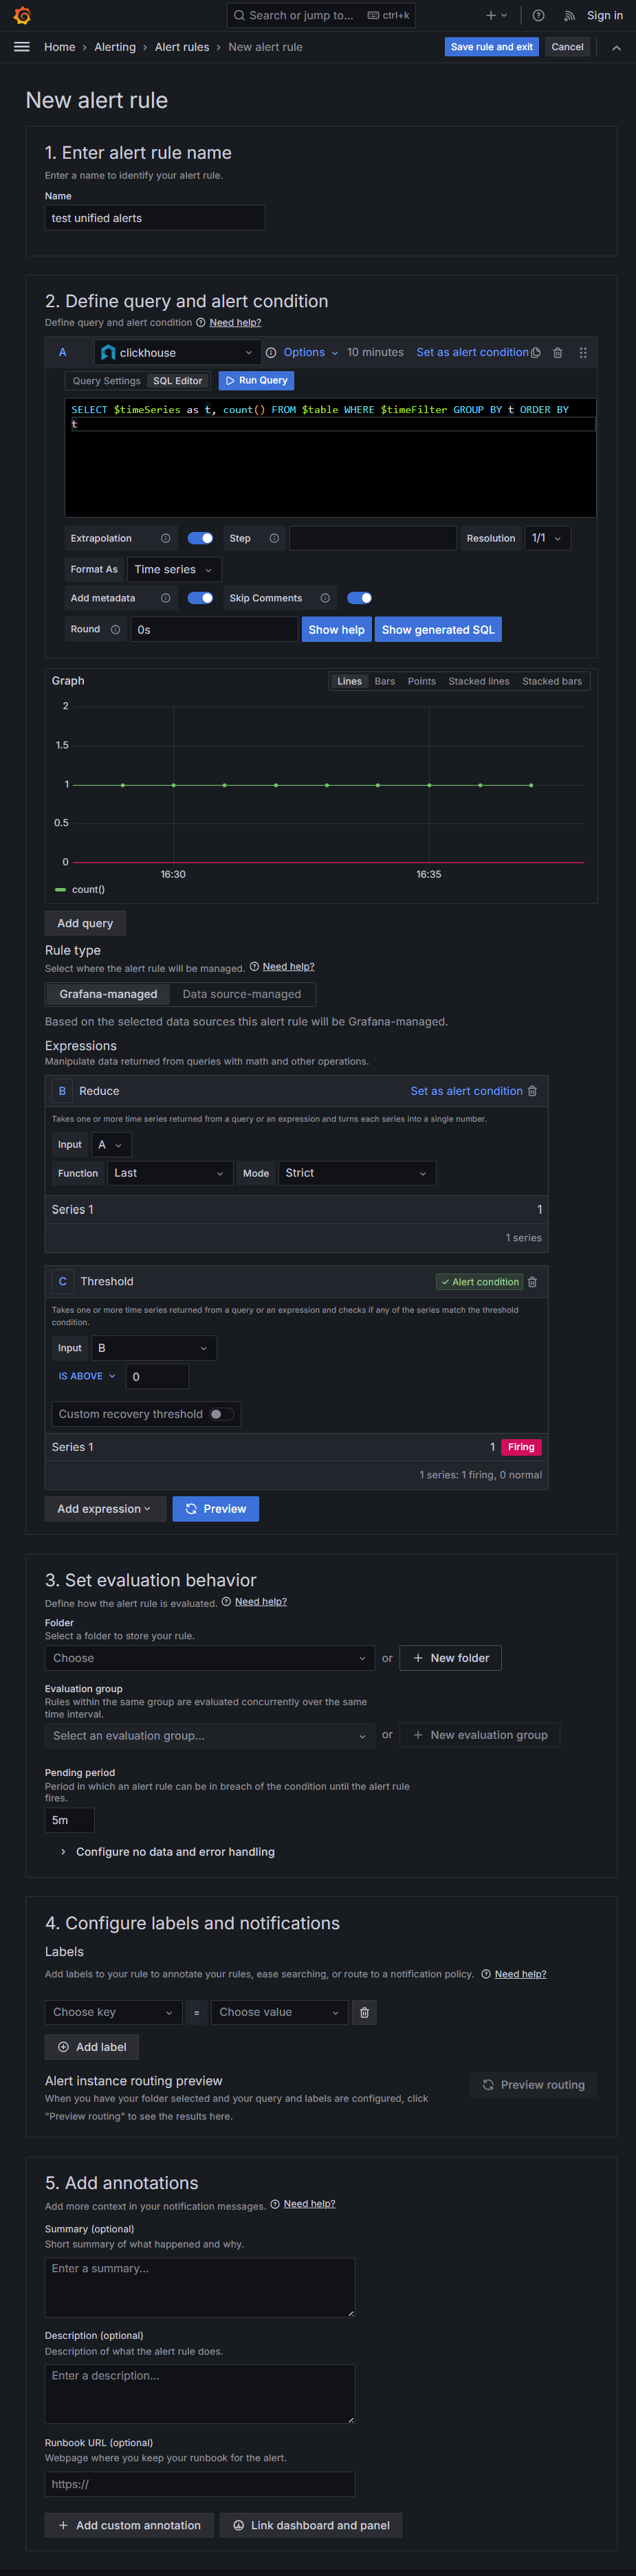 Search or jump to... ctrl+k Sign in
Home › Alerting › Alert rules › New alert rule Save rule and exit Cancel
New alert rule
1. Enter alert rule name
Enter a name to identify your alert rule.
Name
test unified alerts
2. Define query and alert condition
Define query and alert condition Need help?
A clickhouse Options 10 minutes Set as alert condition
Query Settings SQL Editor Run Query
SELECT $timeSeries as t, count() FROM $table WHERE $timeFilter GROUP BY t ORDER BY
t
Extrapolation Step Resolution 1/1
Format As Time series
Add metadata Skip Comments
Round 0s Show help Show generated SQL
Graph Lines Bars Points Stacked lines Stacked bars
2
1.5
1
0.5
0
16:30 16:35
count()
Add query
Rule type
Select where the alert rule will be managed. Need help?
Grafana-managed Data source-managed
Based on the selected data sources this alert rule will be Grafana-managed.
Expressions
Manipulate data returned from queries with math and other operations.
B Reduce Set as alert condition
Takes one or more time series returned from a query or an expression and turns each series into a single number.
Input A
Function Last Mode Strict
Series 1 1
1 series
C Threshold Alert condition
Takes one or more time series returned from a query or an expression and checks if any of the series match the threshold
condition.
Input B
IS ABOVE 0
Custom recovery threshold
Series 1 1 Firing
1 series: 1 firing, 0 normal
Add expression Preview
3. Set evaluation behavior
Define how the alert rule is evaluated. Need help?
Folder
Select a folder to store your rule.
Choose or + New folder
Evaluation group
Rules within the same group are evaluated concurrently over the same
time interval.
Select an evaluation group... or + New evaluation group
Pending period
Period in which an alert rule can be in breach of the condition until the alert rule
fires.
5m
Configure no data and error handling
4. Configure labels and notifications
Labels
Add labels to your rule to annotate your rules, ease searching, or route to a notification policy. Need help?
Choose key = Choose value
Add label
Alert instance routing preview Preview routing
When you have your folder selected and your query and labels are configured, click
"Preview routing" to see the results here.
5. Add annotations
Add more context in your notification messages. Need help?
Summary (optional)
Short summary of what happened and why.
Enter a summary...
Description (optional)
Description of what the alert rule does.
Enter a description...
Runbook URL (optional)
Webpage where you keep your runbook for the alert.
https://
+ Add custom annotation Link dashboard and panel